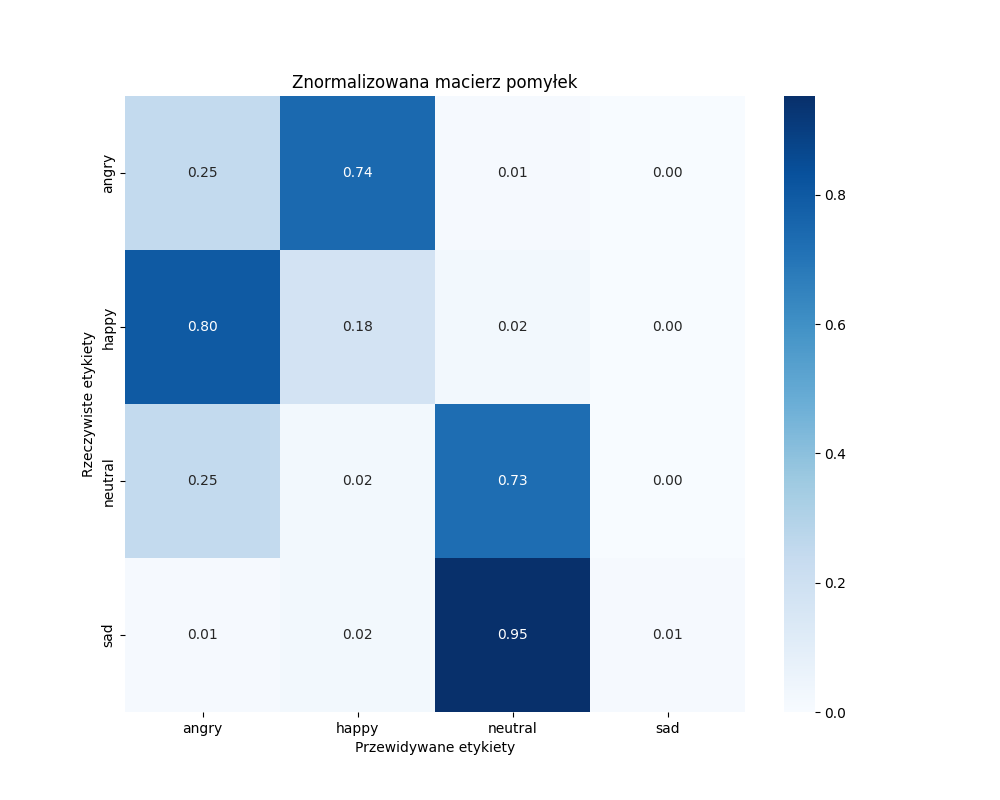 Znormalizowana macierz pomyłek
Rzeczywiste etykiety
angry
0.25 0.74 0.01 0.00
happy
0.80 0.18 0.02 0.00
neutral
0.25 0.02 0.73 0.00
sad
0.01 0.02 0.95 0.01
angry happy neutral sad
Przewidywane etykiety
0.8
0.6
0.4
0.2
0.0